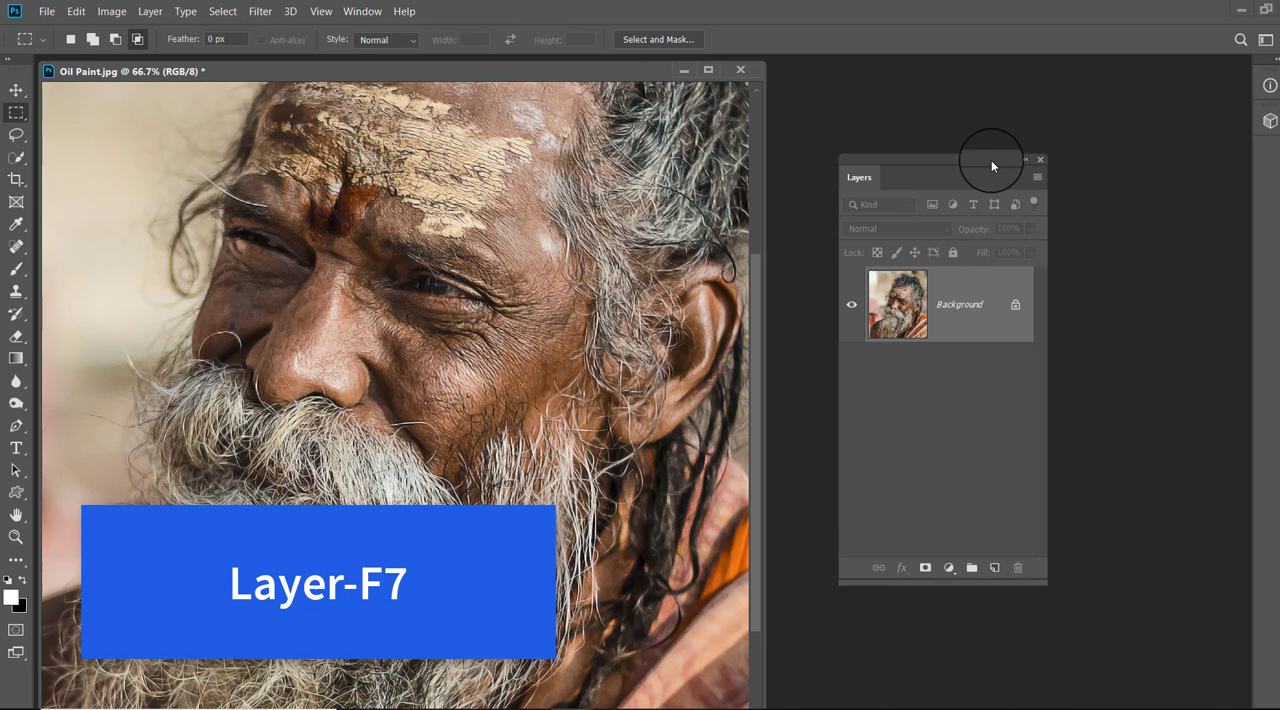 Ps File Edit Image Layer Type Select Filter 3D View Window Help
Feather: 0 px Anti-alias Style: Normal Width: Height: Select and Mask...
Ps Oil Paint.jpg @ 66.7% (RGB/8) *
Layers
Kind
Normal Opacity: 100%
Lock: Fill: 100%
Background
fx
Layer-F7